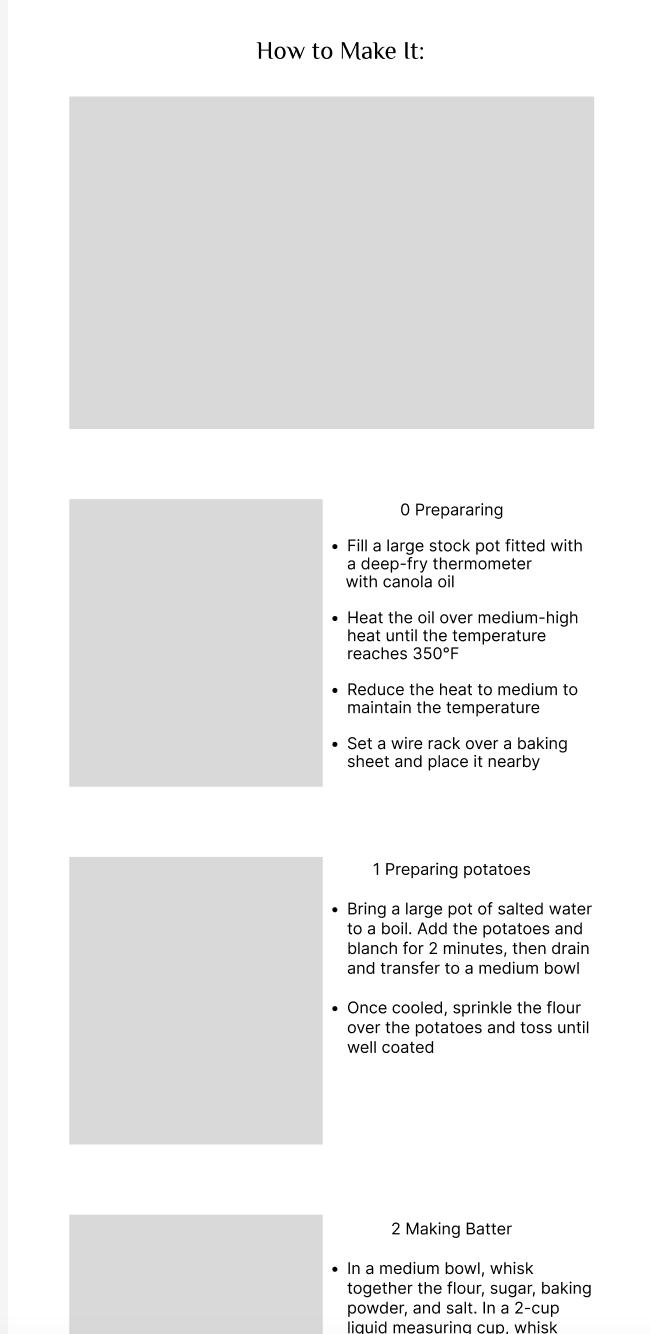 How to Make It:
0 Prepararing
• Fill a large stock pot fitted with
a deep-fry thermometer
with canola oil
• Heat the oil over medium-high
heat until the temperature
reaches 350°F
• Reduce the heat to medium to
maintain the temperature
• Set a wire rack over a baking
sheet and place it nearby
1 Preparing potatoes
• Bring a large pot of salted water
to a boil. Add the potatoes and
blanch for 2 minutes, then drain
and transfer to a medium bowl
• Once cooled, sprinkle the flour
over the potatoes and toss until
well coated
2 Making Batter
• In a medium bowl, whisk
together the flour, sugar, baking
powder, and salt. In a 2-cup
liquid measuring cup, whisk